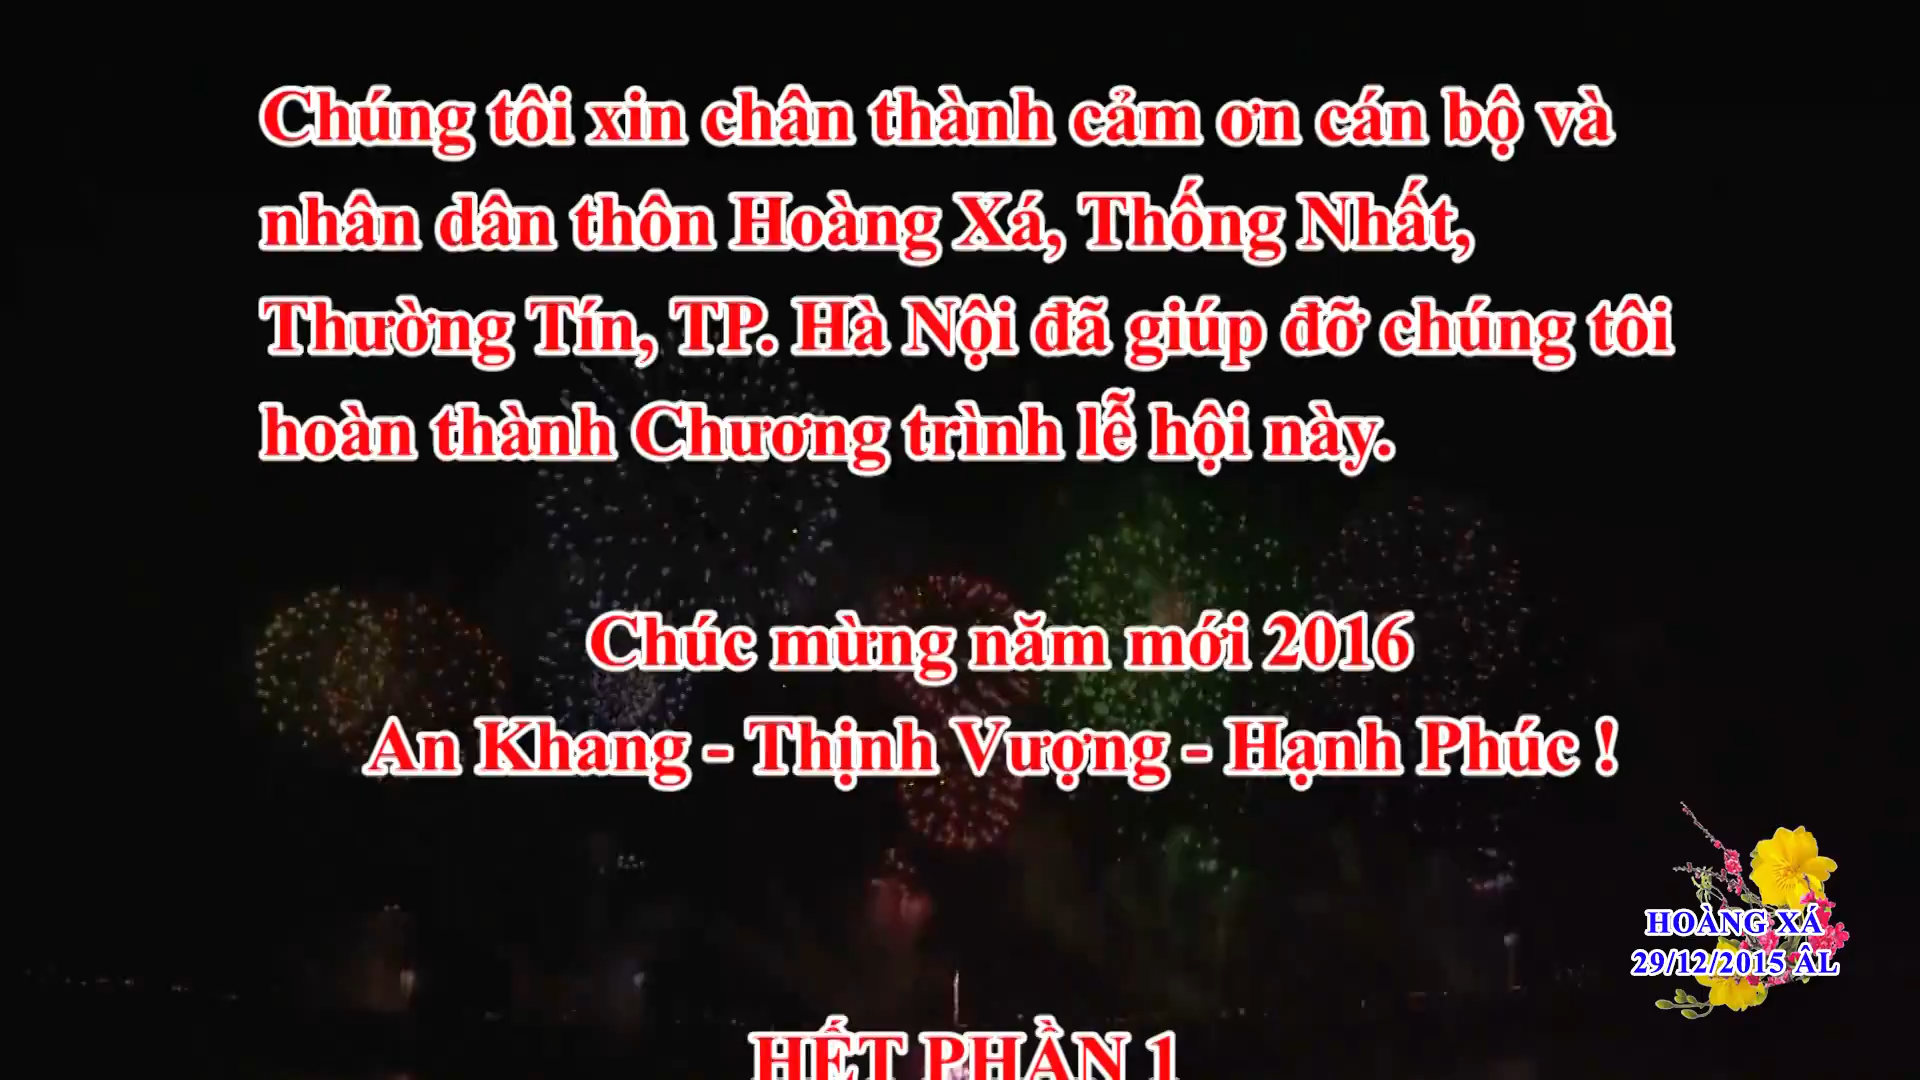 Chúng tôi xin chân thành cảm ơn cán bộ và
nhân dân thôn Hoàng Xá, Thống Nhất,
Thường Tín, TP. Hà Nội đã giúp đỡ chúng tôi
hoàn thành Chương trình lễ hội này.
Chúc mừng năm mới 2016
An Khang - Thịnh Vượng - Hạnh Phúc !
HOÀNG XÁ
29/12/2015 ÂL
HẾT PHẦN 1